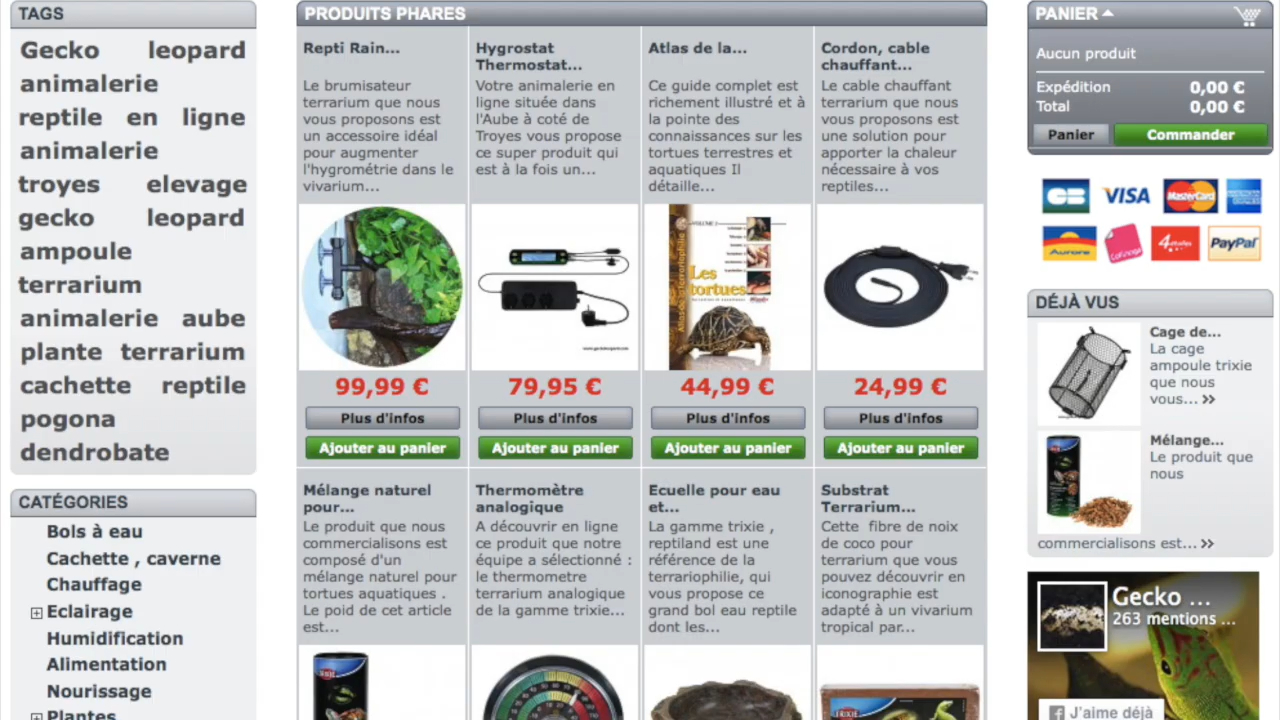 TAGS
Gecko leopard
animalerie
reptile en ligne
animalerie
troyes elevage
gecko leopard
ampoule
terrarium
animalerie aube
plante terrarium
cachette reptile
pogona
dendrobate
CATÉGORIES
Bols à eau
Cachette , caverne
Chauffage
Eclairage
Humidification
Alimentation
Nourissage
Plantes
PRODUITS PHARES
Repti Rain...
Le brumisateur
terrarium que nous
vous proposons est
un accessoire idéal
pour augmenter
l'hygrométrie dans le
vivarium...
99,99 €
Plus d'infos
Ajouter au panier
Hygrostat
Thermostat...
Votre animalerie en
ligne située dans
l'Aube à coté de
Troyes vous propose
ce super produit qui
est à la fois un...
79,95 €
Plus d'infos
Ajouter au panier
Atlas de la...
Ce guide complet est
richement illustré et à
la pointe des
connaissances sur les
tortues terrestres et
aquatiques Il
détaille...
Les
tortues
44,99 €
Plus d'infos
Ajouter au panier
Cordon, cable
chauffant...
Le cable chauffant
terrarium que nous
vous proposons est
une solution pour
apporter la chaleur
nécessaire à vos
reptiles...
24,99 €
Plus d'infos
Ajouter au panier
Mélange naturel
pour...
Le produit que nous
commercialisons est
composé d'un
mélange naturel pour
tortues aquatiques .
Le poid de cet article
est...
Thermomètre
analogique
A découvrir en ligne
ce produit que notre
équipe a sélectionné :
le thermometre
terrarium analogique
de la gamme trixie...
Ecuelle pour eau
et...
La gamme trixie ,
reptiland est une
référence de la
terrariophilie, qui
vous propose ce
grand bol eau reptile
dont les...
Substrat
Terrarium...
Cette fibre de noix
de coco pour
terrarium que vous
pouvez découvrir en
iconographie est
adapté à un vivarium
tropical par...
TRIXIE
PANIER
Aucun produit
Expédition 0,00 €
Total 0,00 €
Panier
Commander
CB VISA MasterCard
Aurore Cofinoga 4étoiles PayPal
DÉJÀ VUS
Cage de...
La cage
ampoule trixie
que nous
vous... »
Mélange...
Le produit que
nous
commercialisons est... »
Gecko ...
263 mentions ...
J'aime déjà